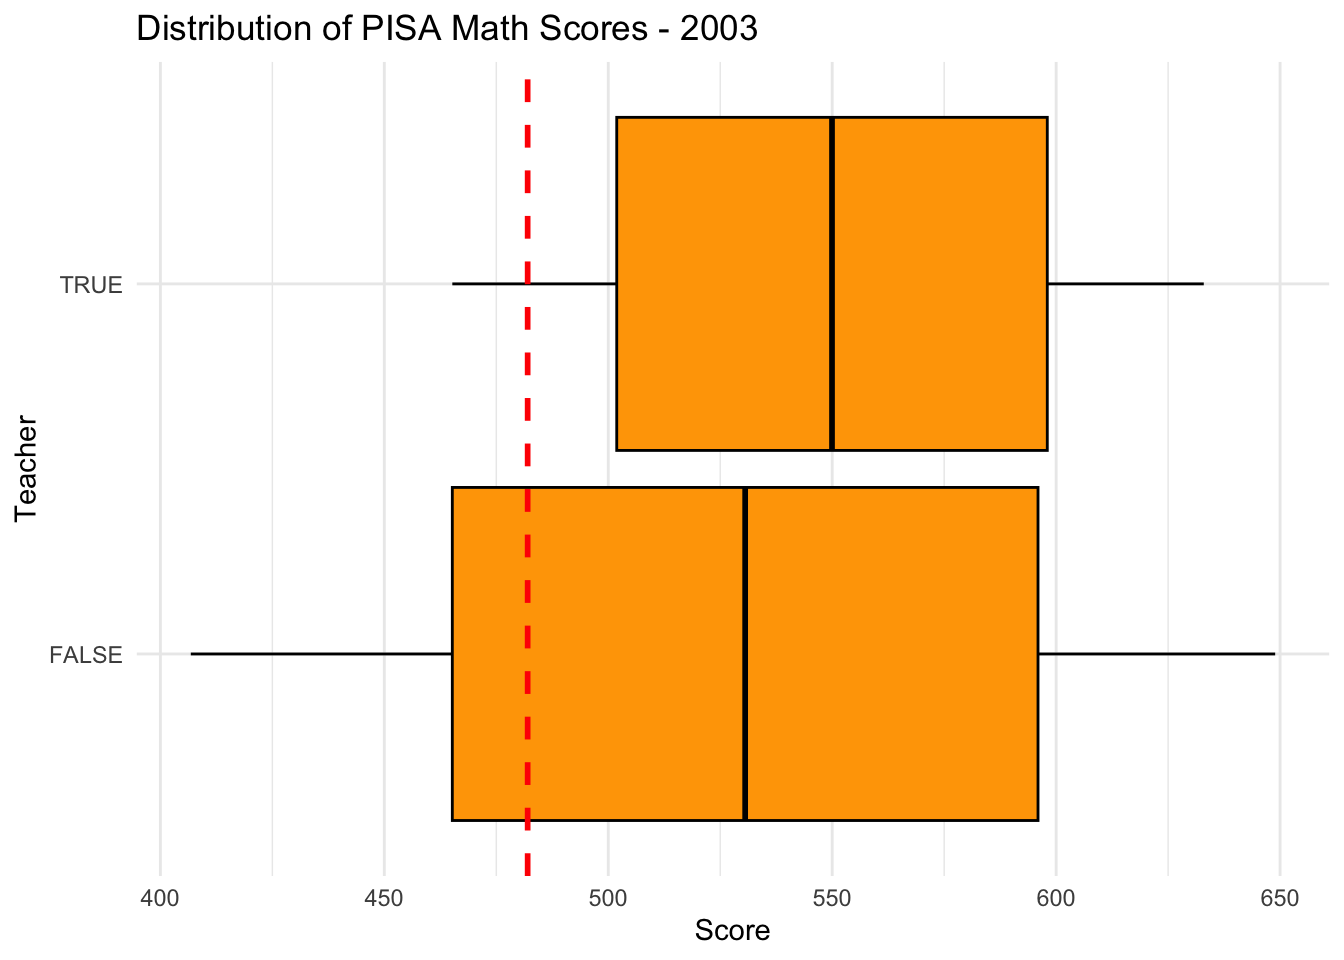 Distribution of PISA Math Scores - 2003
Teacher
TRUE
FALSE
400 450 500 550 600 650
Score